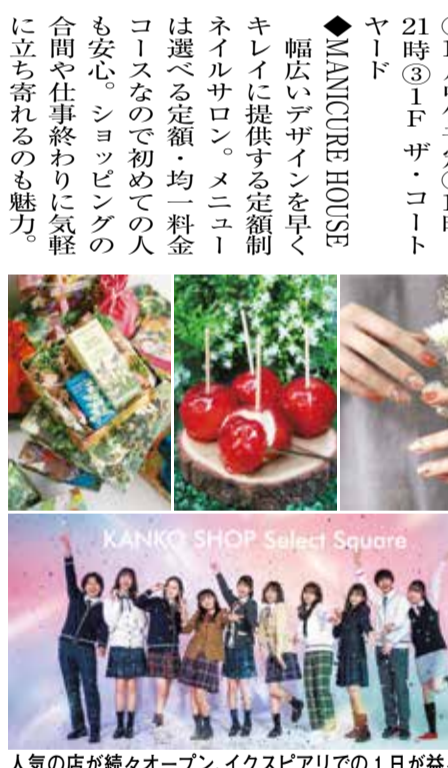 21時③1F ザ・コート
ヤード
◆MANICURE HOUSE
幅広いデザインを早く
キレイに提供する定額制
ネイルサロン。メニュー
は選べる定額・均一料金
コースなので初めての人
も安心。ショッピングの
合間や仕事終わりに気軽
に立ち寄れるのも魅力。
KANKO SHOP Select Square
人気の店が続々オープン。イクスピアリでの1日が